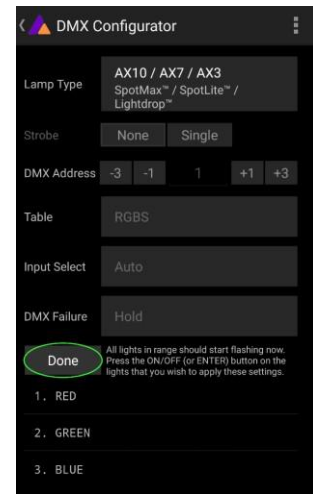 DMX Configurator
Lamp Type
AX10 / AX7 / AX3
SpotMax™ / SpotLite™ /
Lightdrop™
Strobe None Single
DMX Address -3 -1 1 +1 +3
Table RGBS
Input Select Auto
DMX Failure Hold
Done
All lights in range should start flashing now.
Press the ON/OFF (or ENTER) button on the
lights that you wish to apply these settings.
1. RED
2. GREEN
3. BLUE